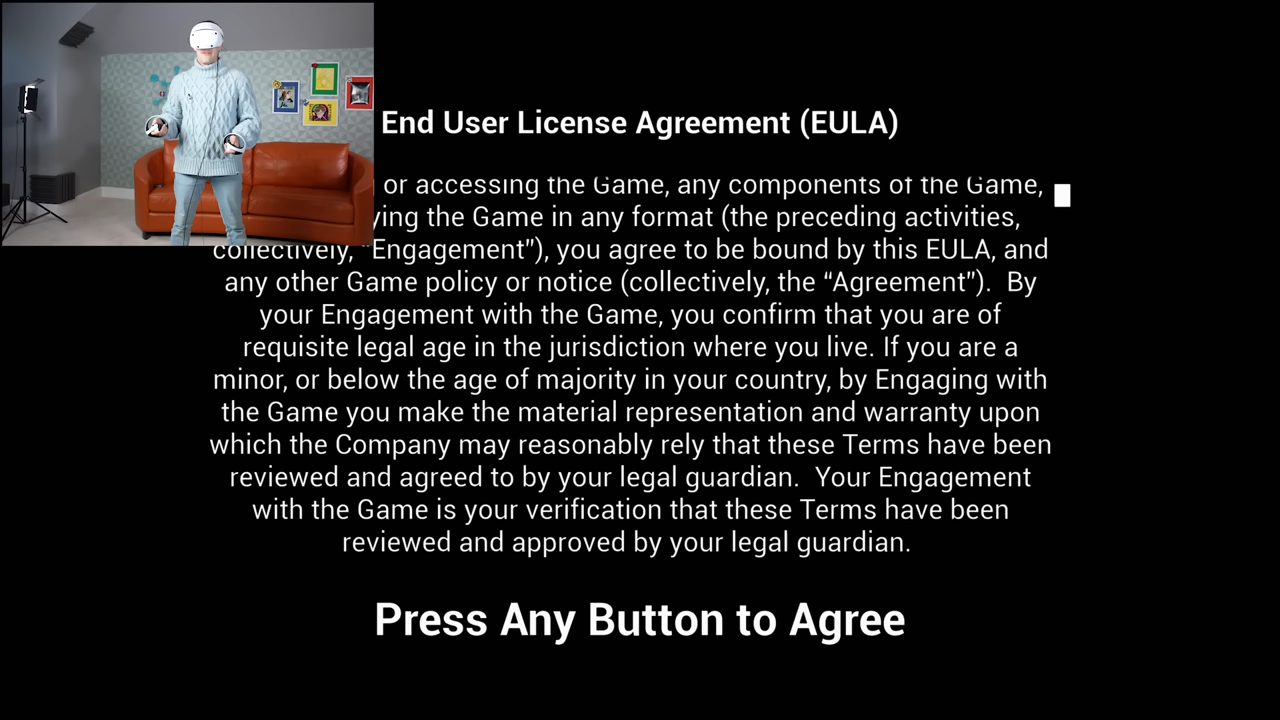 End User License Agreement (EULA)
or accessing the Game, any components of the Game,
ying the Game in any format (the preceding activities,
collectively, “Engagement”), you agree to be bound by this EULA, and
any other Game policy or notice (collectively, the “Agreement”).  By
your Engagement with the Game, you confirm that you are of
requisite legal age in the jurisdiction where you live. If you are a
minor, or below the age of majority in your country, by Engaging with
the Game you make the material representation and warranty upon
which the Company may reasonably rely that these Terms have been
reviewed and agreed to by your legal guardian.  Your Engagement
with the Game is your verification that these Terms have been
reviewed and approved by your legal guardian.
Press Any Button to Agree